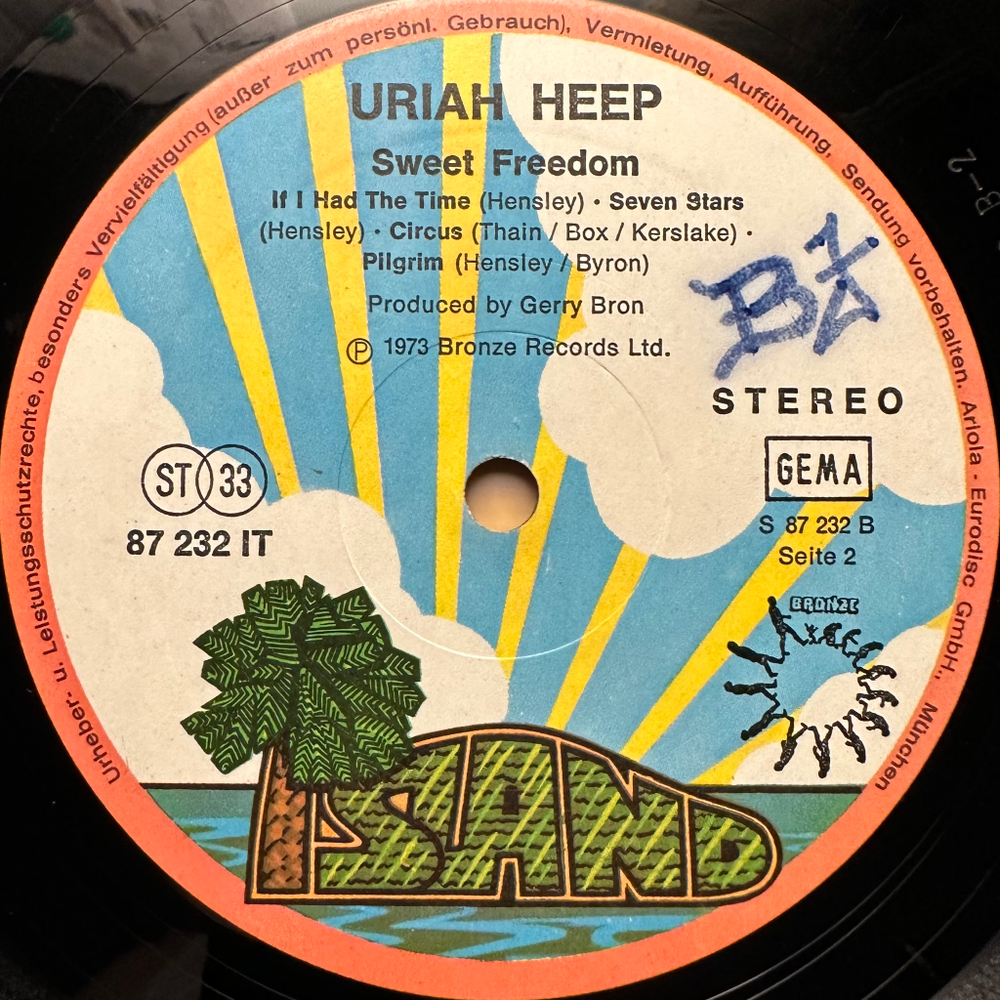 Urheber- u. Leistungsschutzrechte, besonders Vervielfältigung (außer zum persönl. Gebrauch), Vermietung, Aufführung, Sendung vorbehalten. Ariola - Eurodisc GmbH., München
URIAH HEEP
Sweet Freedom
If I Had The Time (Hensley) · Seven Stars
(Hensley) · Circus (Thain / Box / Kerslake) ·
Pilgrim (Hensley / Byron)
Produced by Gerry Bron
℗ 1973 Bronze Records Ltd.
B-2
STEREO
ST 33
87 232 IT
GEMA
S 87 232 B
Seite 2
BRONZE
ISLAND